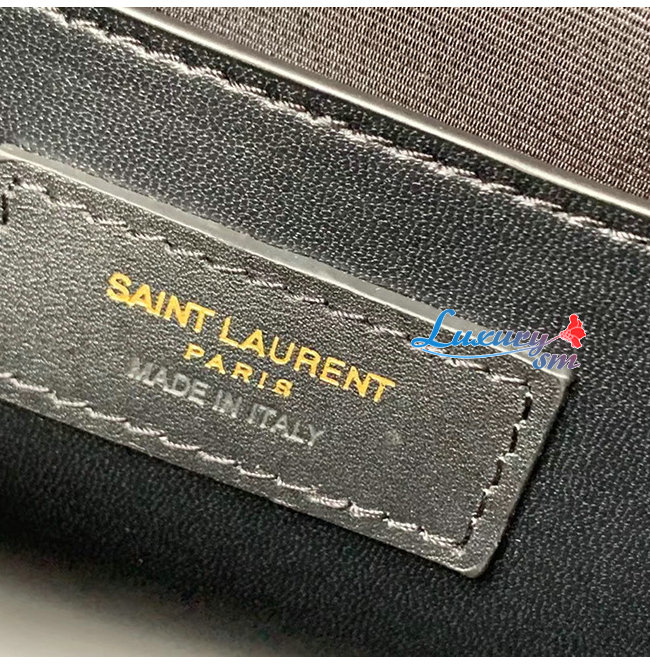 SAINT LAURENT
PARIS
MADE IN ITALY
Luxury
sm